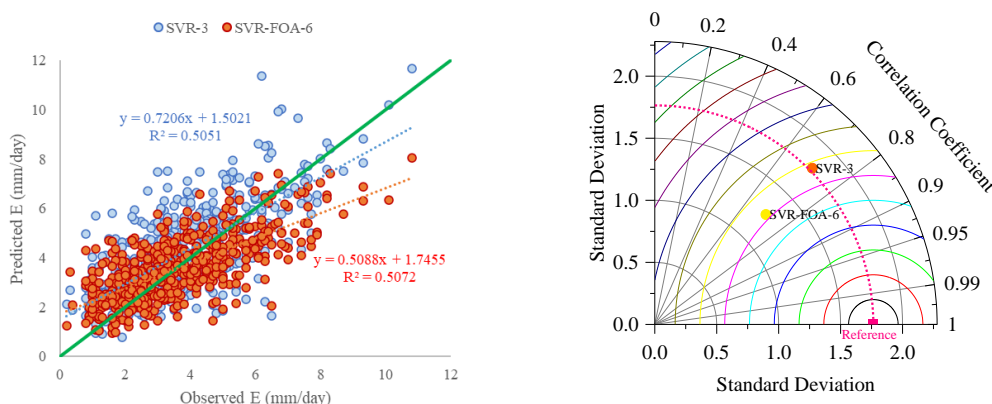 SVR-3 SVR-FOA-6
12
10
8
6
4
2
0
0 2 4 6 8 10 12
Predicted E (mm/day)
Observed E (mm/day)
y = 0.7206x + 1.5021
R² = 0.5051
y = 0.5088x + 1.7455
R² = 0.5072
0 0.2 0.4 0.6 0.8 0.9 0.95 0.99 1
Correlation Coefficient
2.0
1.5
1.0
0.5
0.0
Standard Deviation
SVR-3
SVR-FOA-6
Reference
0.0 0.5 1.0 1.5 2.0
Standard Deviation